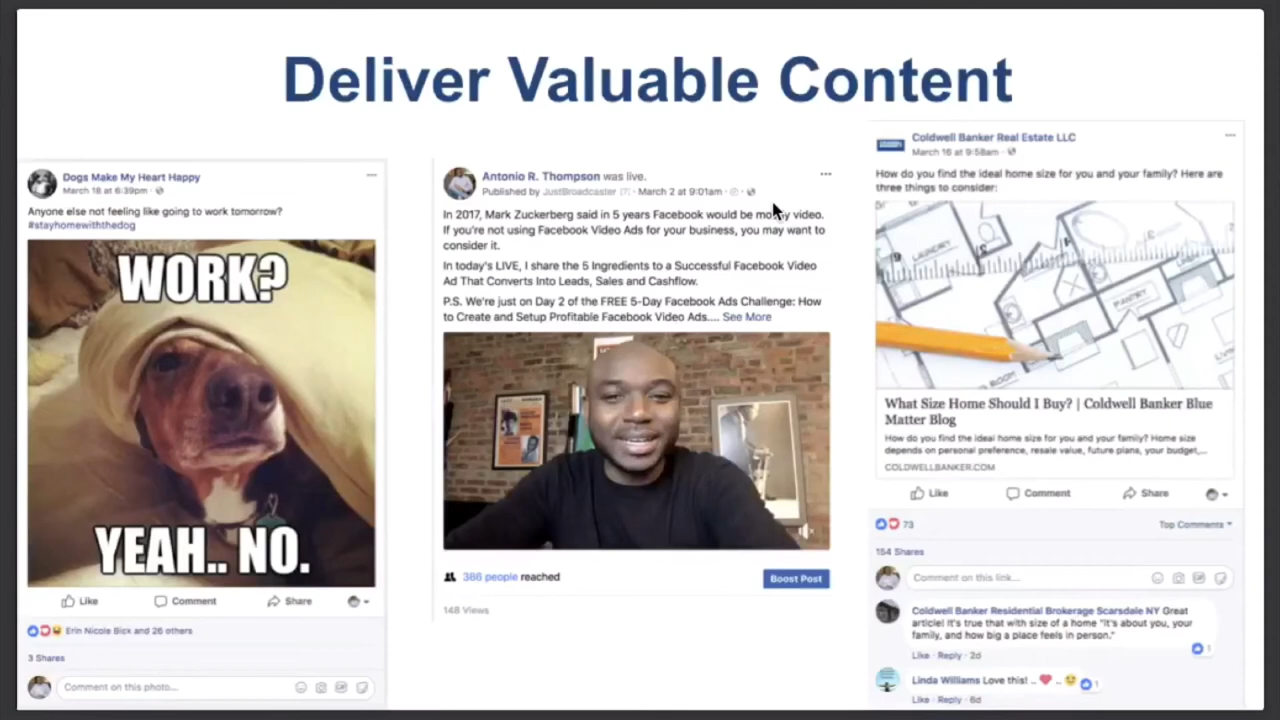 Deliver Valuable Content
Dogs Make My Heart Happy
March 18 at 6:39pm ·
Anyone else not feeling like going to work tomorrow?
#stayhomewiththedog
WORK?
YEAH.. NO.
Like Comment Share
Erin Nicole Bick and 26 others
3 Shares
Comment on this photo...
GIF
Antonio R. Thompson was live.
Published by JustBroadcaster [?] · March 2 at 9:01am ·
In 2017, Mark Zuckerberg said in 5 years Facebook would be video.
If you're not using Facebook Video Ads for your business, you may want to
consider it.
In today's LIVE, I share the 5 Ingredients to a Successful Facebook Video
Ad That Converts Into Leads, Sales and Cashflow.
P.S. We're just on Day 2 of the FREE 5-Day Facebook Ads Challenge: How
to Create and Setup Profitable Facebook Video Ads.... See More
386 people reached
Boost Post
148 Views
Coldwell Banker Real Estate LLC
March 16 at 9:58am ·
How do you find the ideal home size for you and your family? Here are
three things to consider:
LAUNDRY
PANTRY
What Size Home Should I Buy? | Coldwell Banker Blue
Matter Blog
How do you find the ideal home size for you and your family? Home size
depends on personal preference, resale value, future plans, your budget,...
COLDWELLBANKER.COM
Like Comment Share
73
Top Comments
154 Shares
Comment on this link...
GIF
Coldwell Banker Residential Brokerage Scarsdale NY Great
article! It's true that with size of a home "It's about you, your
family, and how big a place feels in person."
Like · Reply · 2d
1
Linda Williams Love this! .. ❤ .. 😉
1
Like · Reply · 6d